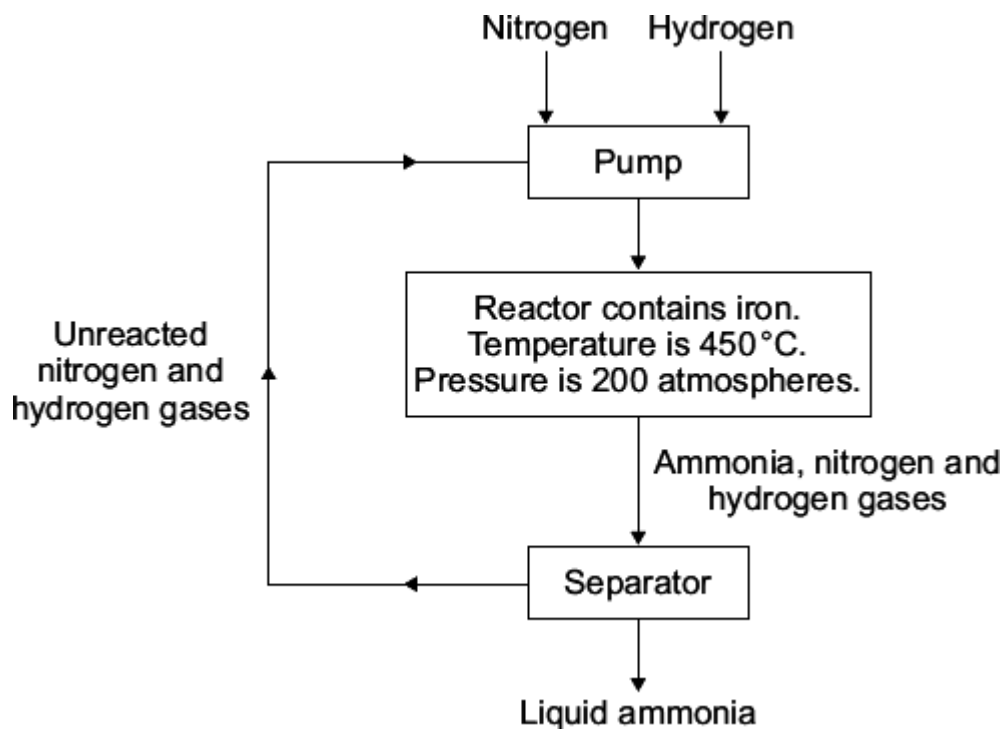 Nitrogen Hydrogen
Pump
Reactor contains iron.
Temperature is 450°C.
Pressure is 200 atmospheres.
Unreacted
nitrogen and
hydrogen gases
Ammonia, nitrogen and
hydrogen gases
Separator
Liquid ammonia